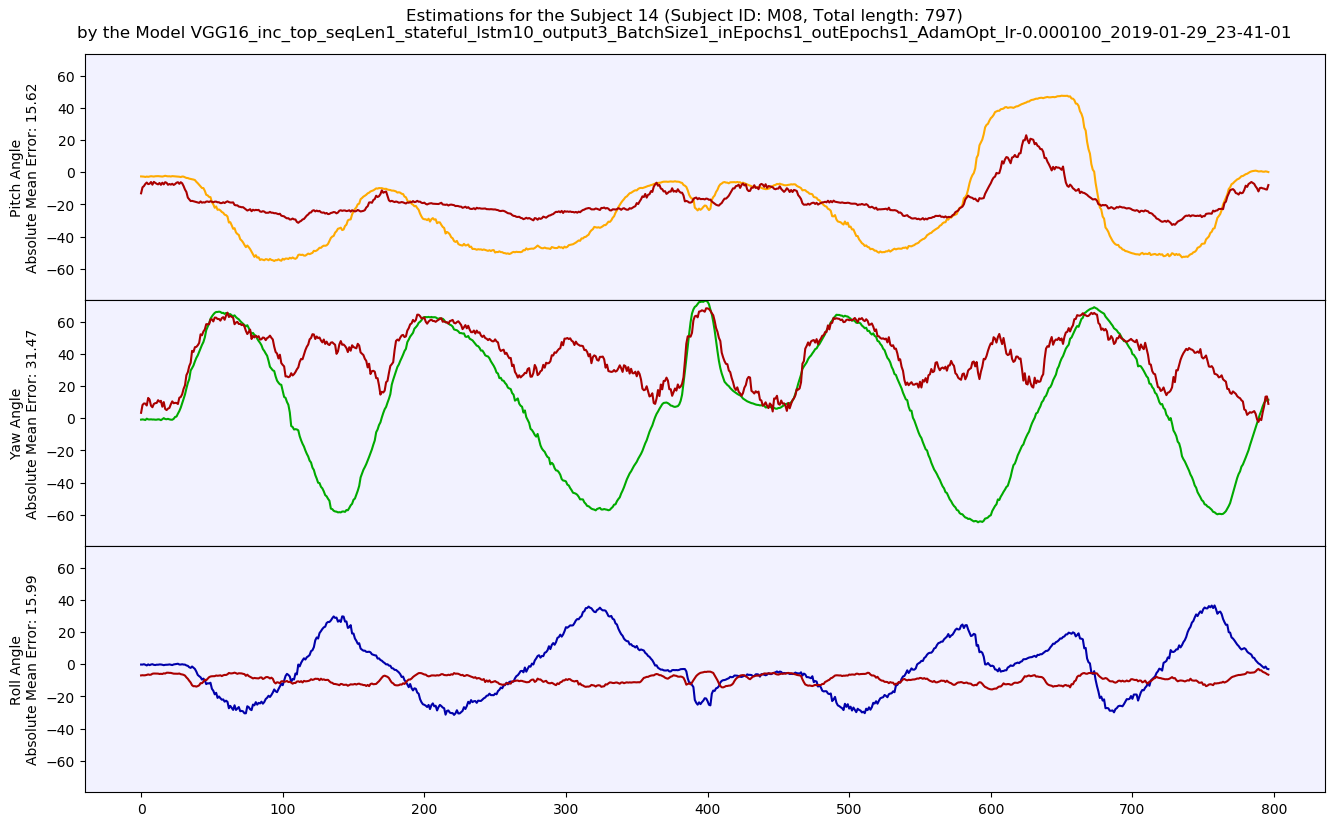 Estimations for the Subject 14 (Subject ID: M08, Total length: 797)
by the Model VGG16_inc_top_seqLen1_stateful_lstm10_output3_BatchSize1_inEpochs1_outEpochs1_AdamOpt_lr-0.000100_2019-01-29_23-41-01
Pitch Angle
Absolute Mean Error: 15.62
60
40
20
0
−20
−40
−60
Yaw Angle
Absolute Mean Error: 31.47
60
40
20
0
−20
−40
−60
Roll Angle
Absolute Mean Error: 15.99
60
40
20
0
−20
−40
−60
0 100 200 300 400 500 600 700 800